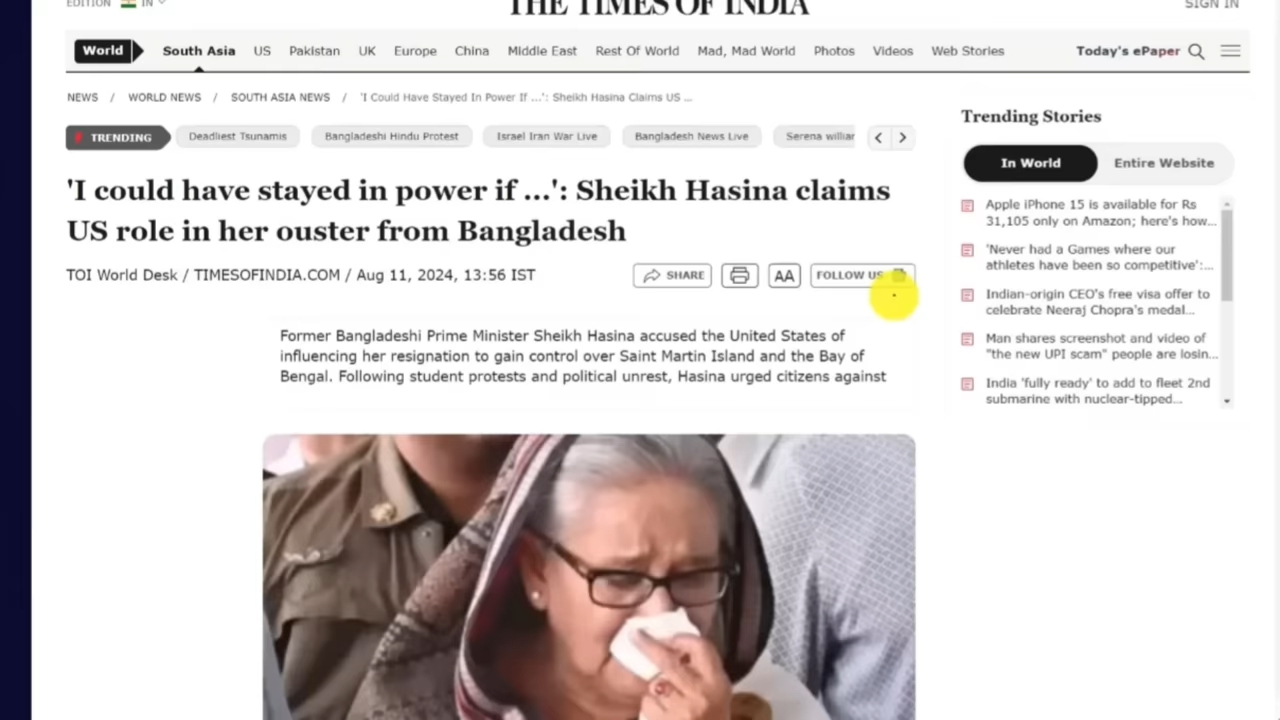 EDITION IN
THE TIMES OF INDIA
SIGN IN
World South Asia US Pakistan UK Europe China Middle East Rest Of World Mad, Mad World Photos Videos Web Stories Today's ePaper
NEWS / WORLD NEWS / SOUTH ASIA NEWS / 'I Could Have Stayed In Power If ...': Sheikh Hasina Claims US ...
TRENDING Deadliest Tsunamis Bangladeshi Hindu Protest Israel Iran War Live Bangladesh News Live Serena williar
'I could have stayed in power if ...': Sheikh Hasina claims
US role in her ouster from Bangladesh
TOI World Desk / TIMESOFINDIA.COM / Aug 11, 2024, 13:56 IST
SHARE AA FOLLOW US
Former Bangladeshi Prime Minister Sheikh Hasina accused the United States of
influencing her resignation to gain control over Saint Martin Island and the Bay of
Bengal. Following student protests and political unrest, Hasina urged citizens against
Trending Stories
In World Entire Website
Apple iPhone 15 is available for Rs
31,105 only on Amazon; here's how...
'Never had a Games where our
athletes have been so competitive':...
Indian-origin CEO's free visa offer to
celebrate Neeraj Chopra's medal...
Man shares screenshot and video of
"the new UPI scam" people are losin...
India 'fully ready' to add to fleet 2nd
submarine with nuclear-tipped...